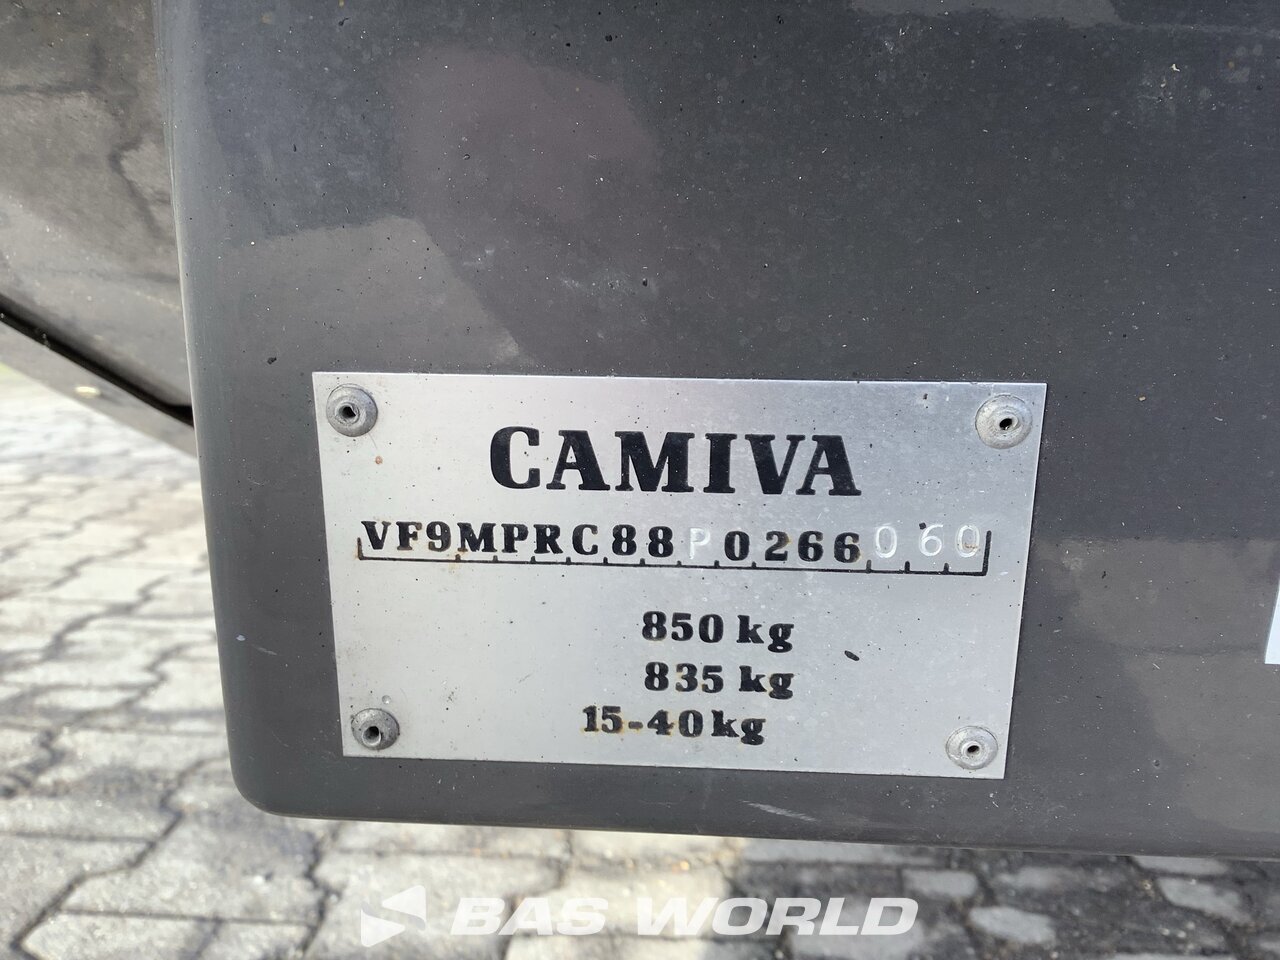 CAMIVA
VF9MPRC88P0266060
850 kg
835 kg
15-40 kg
BAS WORLD